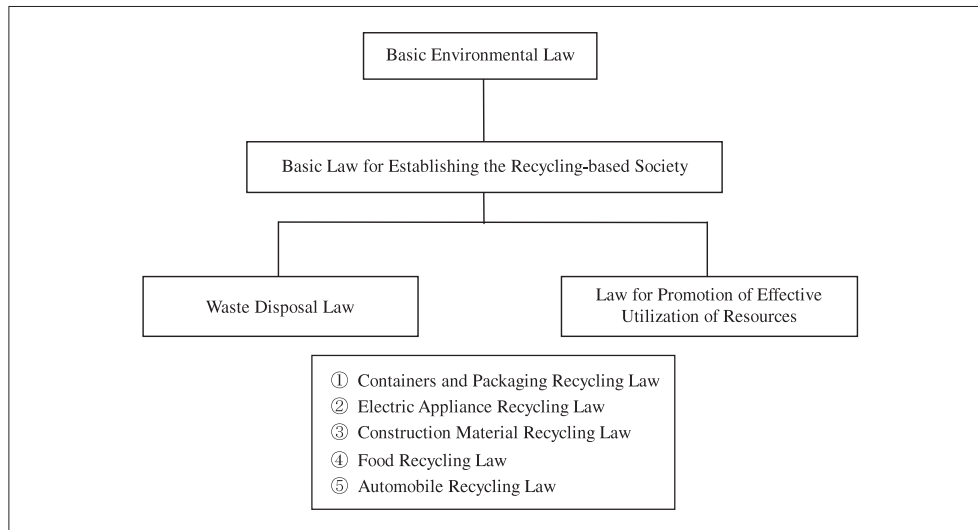 Basic Environmental Law
Basic Law for Establishing the Recycling-based Society
Waste Disposal Law
Law for Promotion of Effective
Utilization of Resources
① Containers and Packaging Recycling Law
② Electric Appliance Recycling Law
③ Construction Material Recycling Law
④ Food Recycling Law
⑤ Automobile Recycling Law